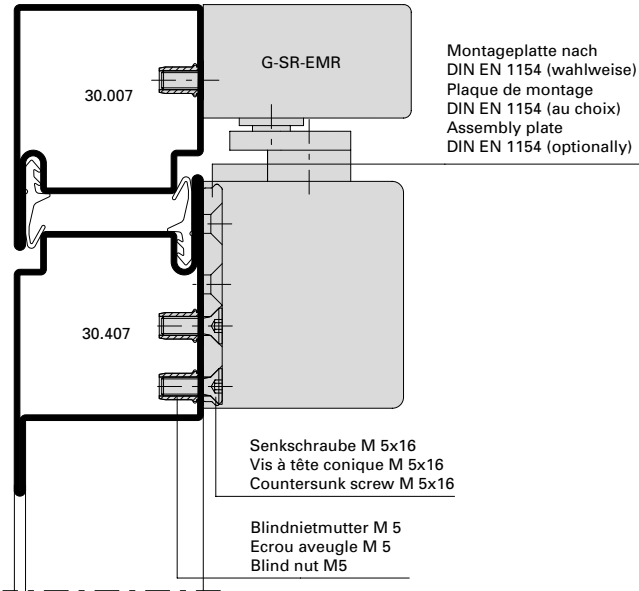 G-SR-EMR
30.007
Montageplatte nach
DIN EN 1154 (wahlweise)
Plaque de montage
DIN EN 1154 (au choix)
Assembly plate
DIN EN 1154 (optionally)
30.407
Senkschraube M 5x16
Vis à tête conique M 5x16
Countersunk screw M 5x16
Blindnietmutter M 5
Ecrou aveugle M 5
Blind nut M5